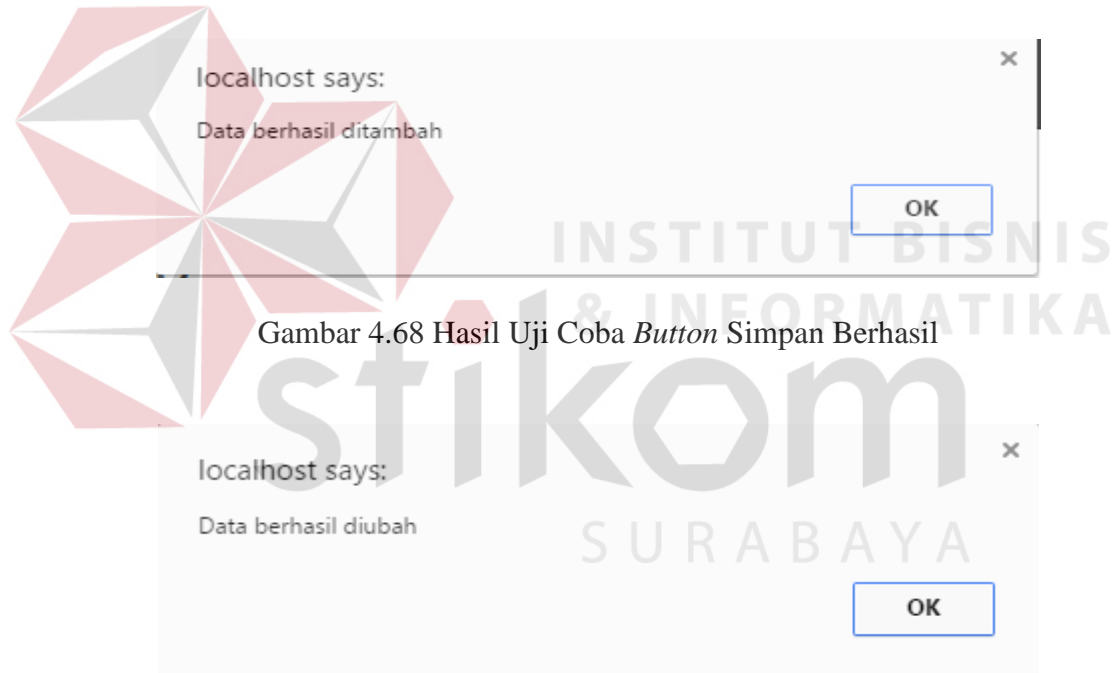 localhost says:
×
Data berhasil ditambah
OK
INSTITUT BISNIS
& INFORMATIKA
Gambar 4.68 Hasil Uji Coba Button Simpan Berhasil
stikom
localhost says:
×
Data berhasil diubah
SURABAYA
OK